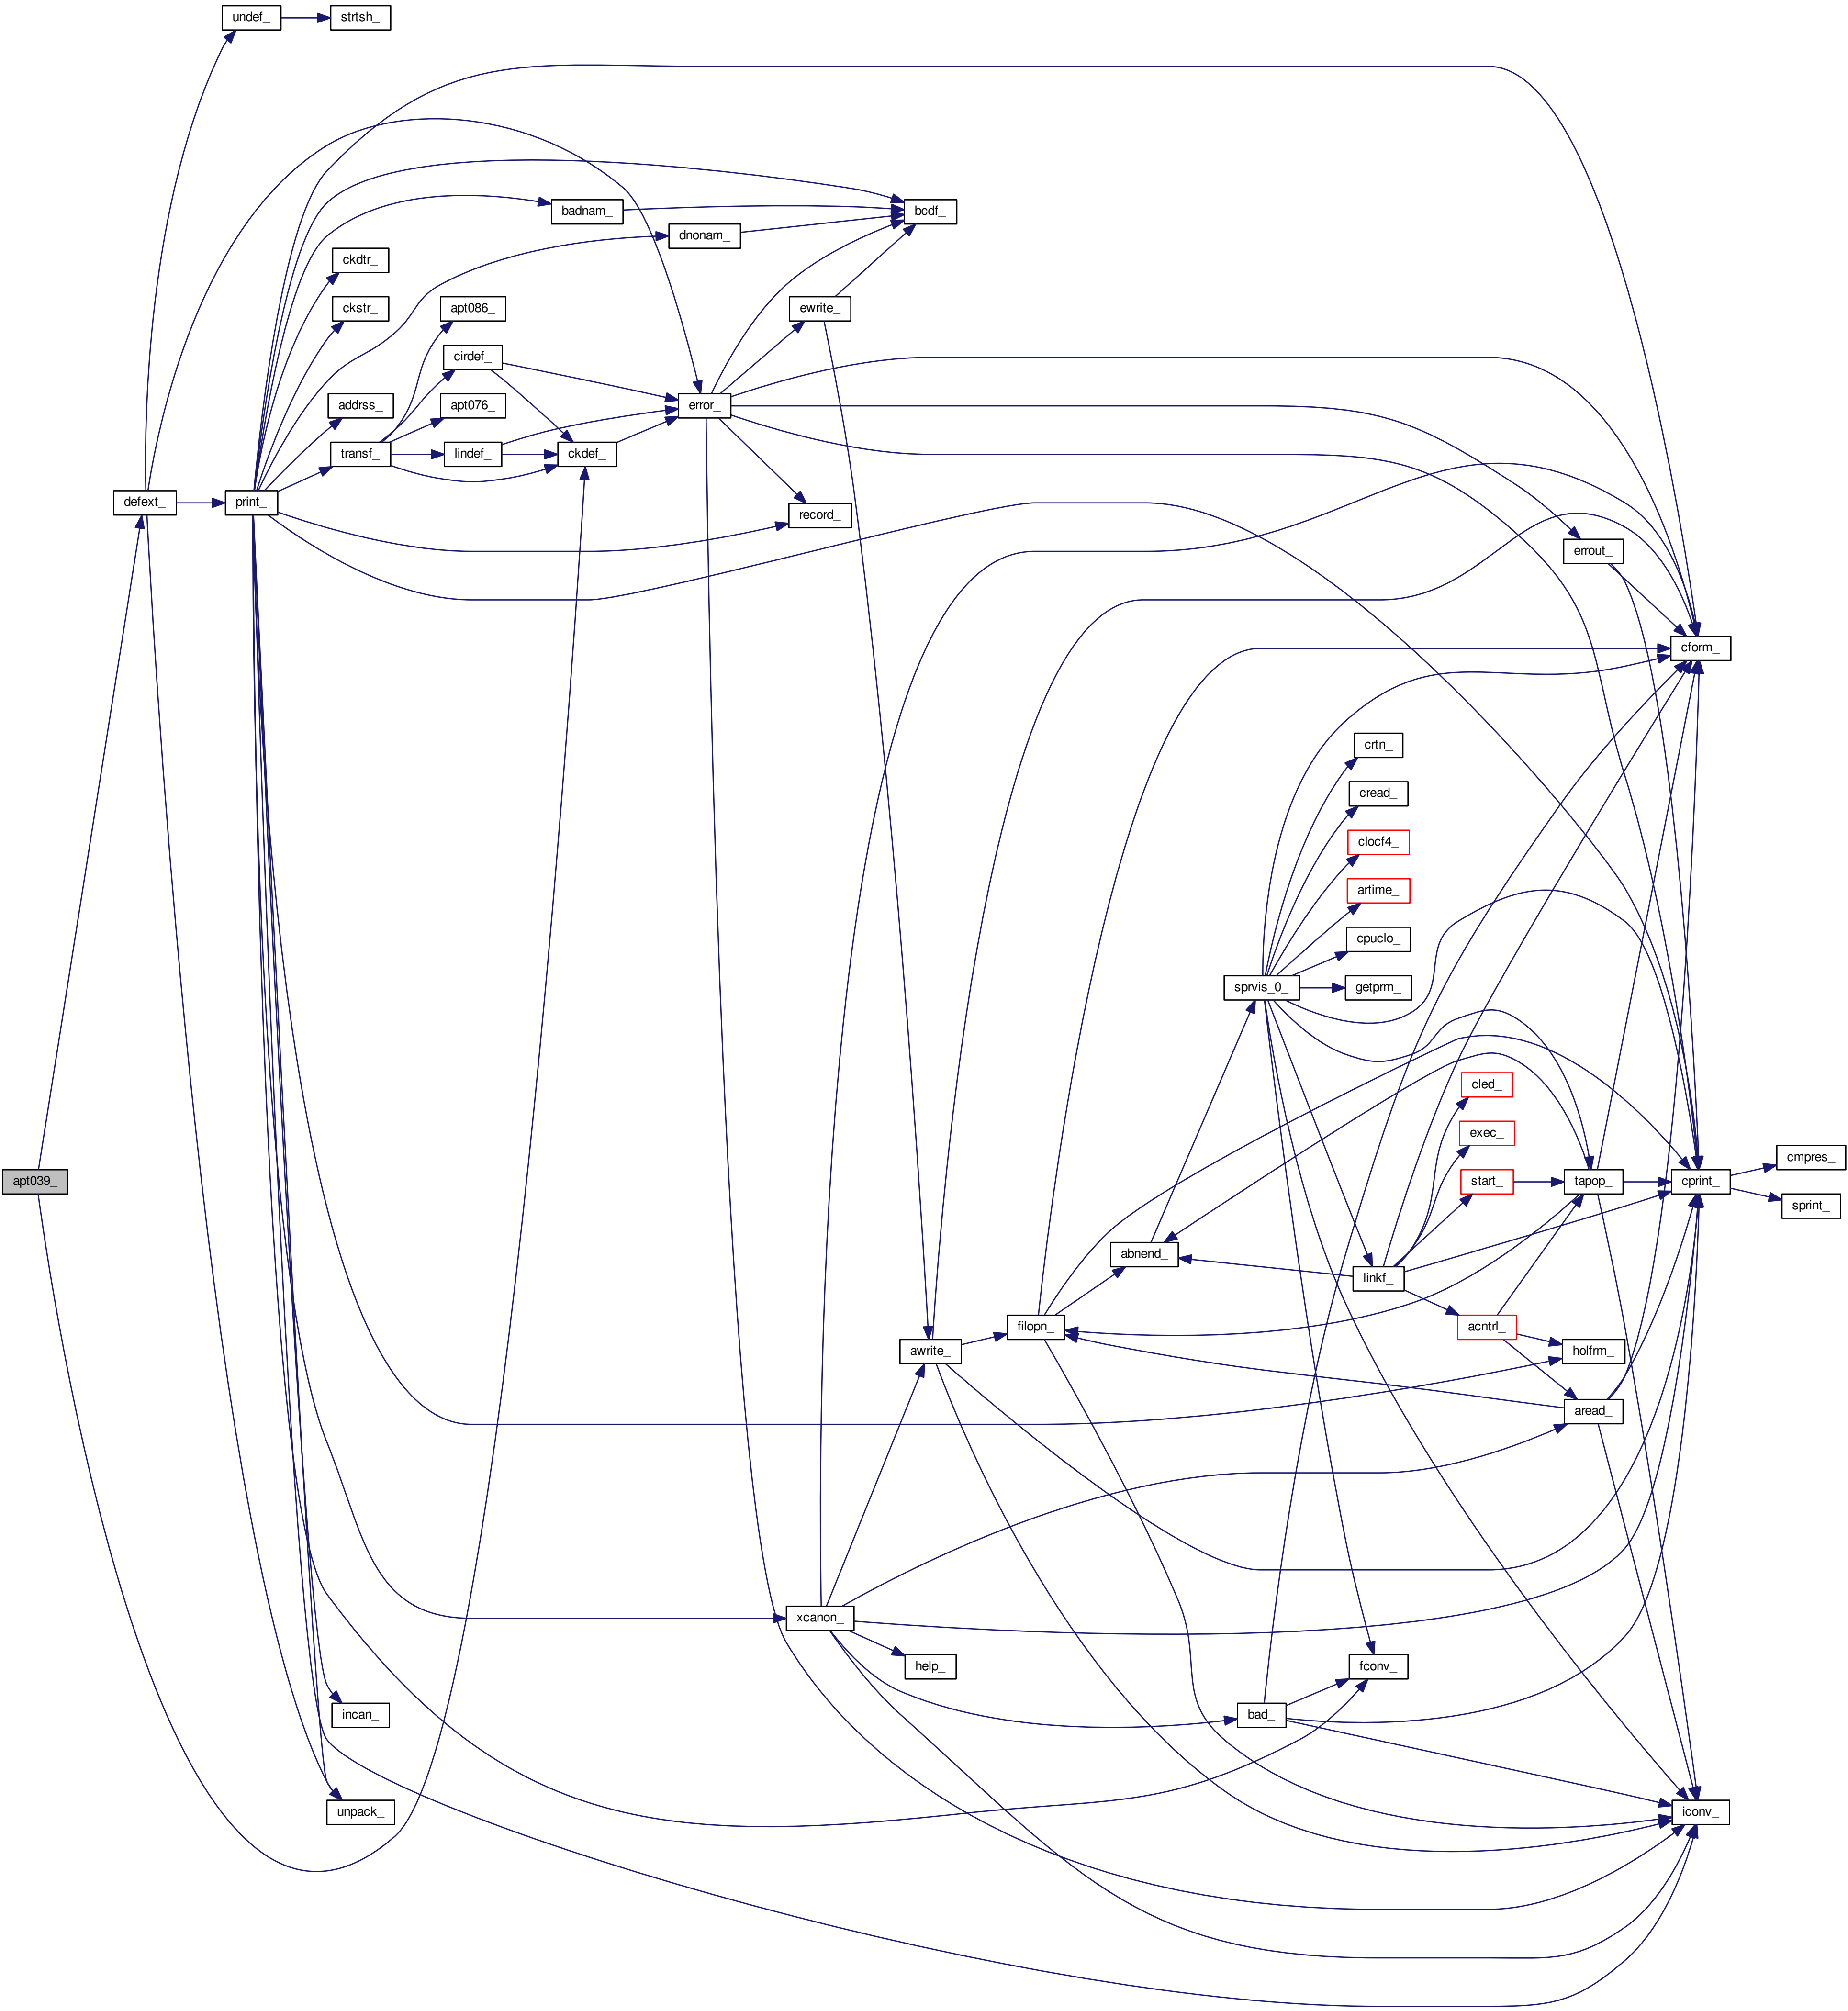 undef_
strtsh_
badnam_
bcdf_
dnonam_
ckdtr_
ckstr_
apt086_
ewrite_
cirdef_
addrss_
apt076_
error_
transf_
lindef_
ckdef_
defext_
print_
record_
errout_
cform_
crtn_
cread_
clocf4_
artime_
cpuclo_
sprvis_0_
getprm_
cled_
exec_
cmpres_
apt039_
start_
tapop_
cprint_
sprint_
abnend_
linkf_
filopn_
acntrl_
awrite_
holfrm_
aread_
xcanon_
help_
fconv_
incan_
bad_
unpack_
iconv_